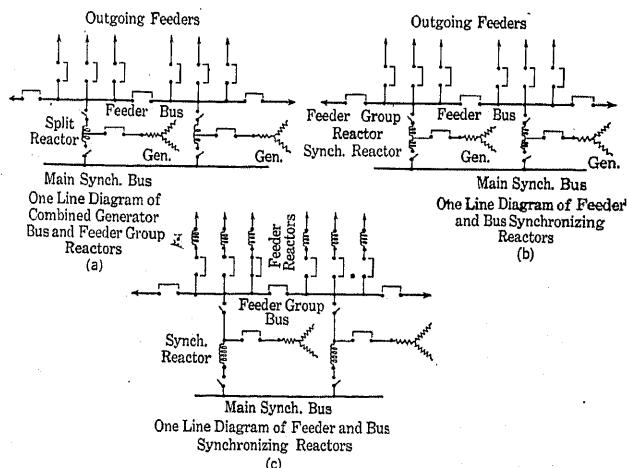 Outgoing Feeders
Feeder Bus
Split
Reactor
Gen.
Gen.
Main Synch. Bus
One Line Diagram of
Combined Generator
Bus and Feeder Group
Reactors
(a)
Outgoing Feeders
Feeder Group
Reactor
Feeder Bus
Synch. Reactor
Gen.
Gen.
Main Synch. Bus
One Line Diagram of Feeder
and Bus Synchronizing
Reactors
(b)
Feeder
Reactors
Feeder Group
Bus
Synch.
Reactor
Main Synch. Bus
One Line Diagram of Feeder and Bus
Synchronizing Reactors
(c)